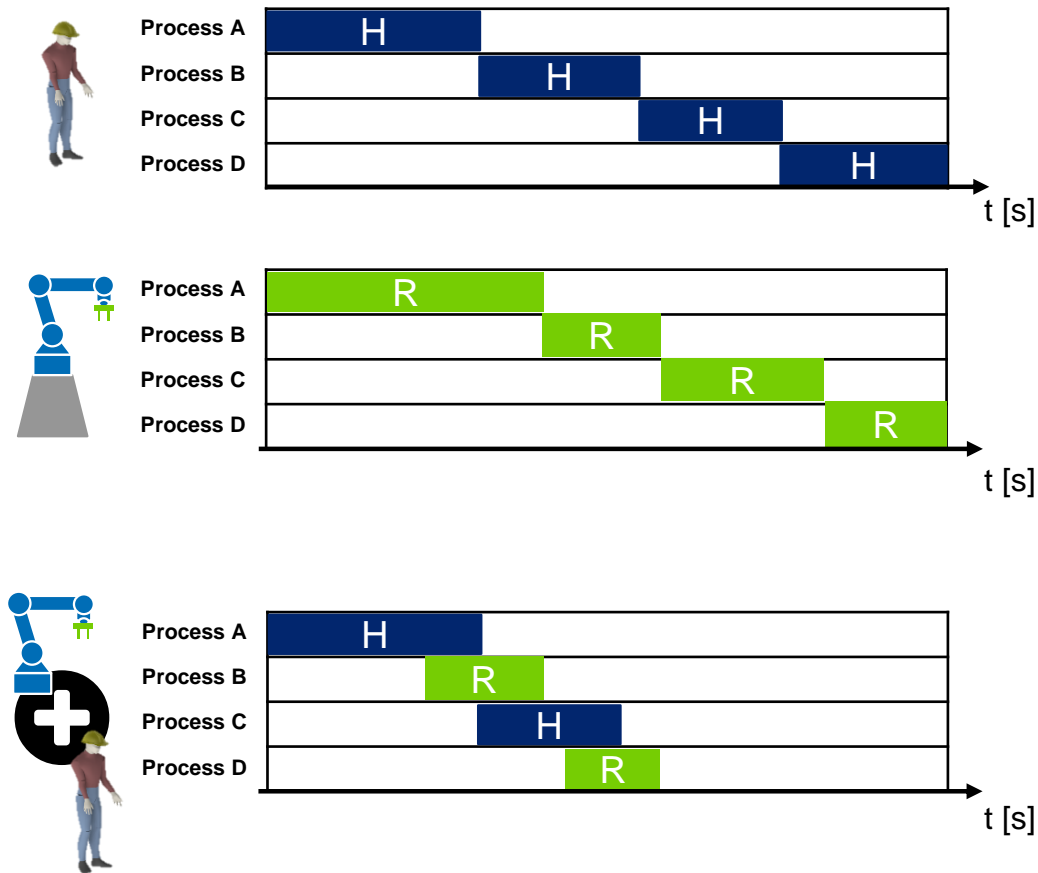 Process A H
Process B H
Process C H
Process D H
t [s]
Process A R
Process B R
Process C R
Process D R
t [s]
Process A H
Process B R
Process C H
Process D R
t [s]